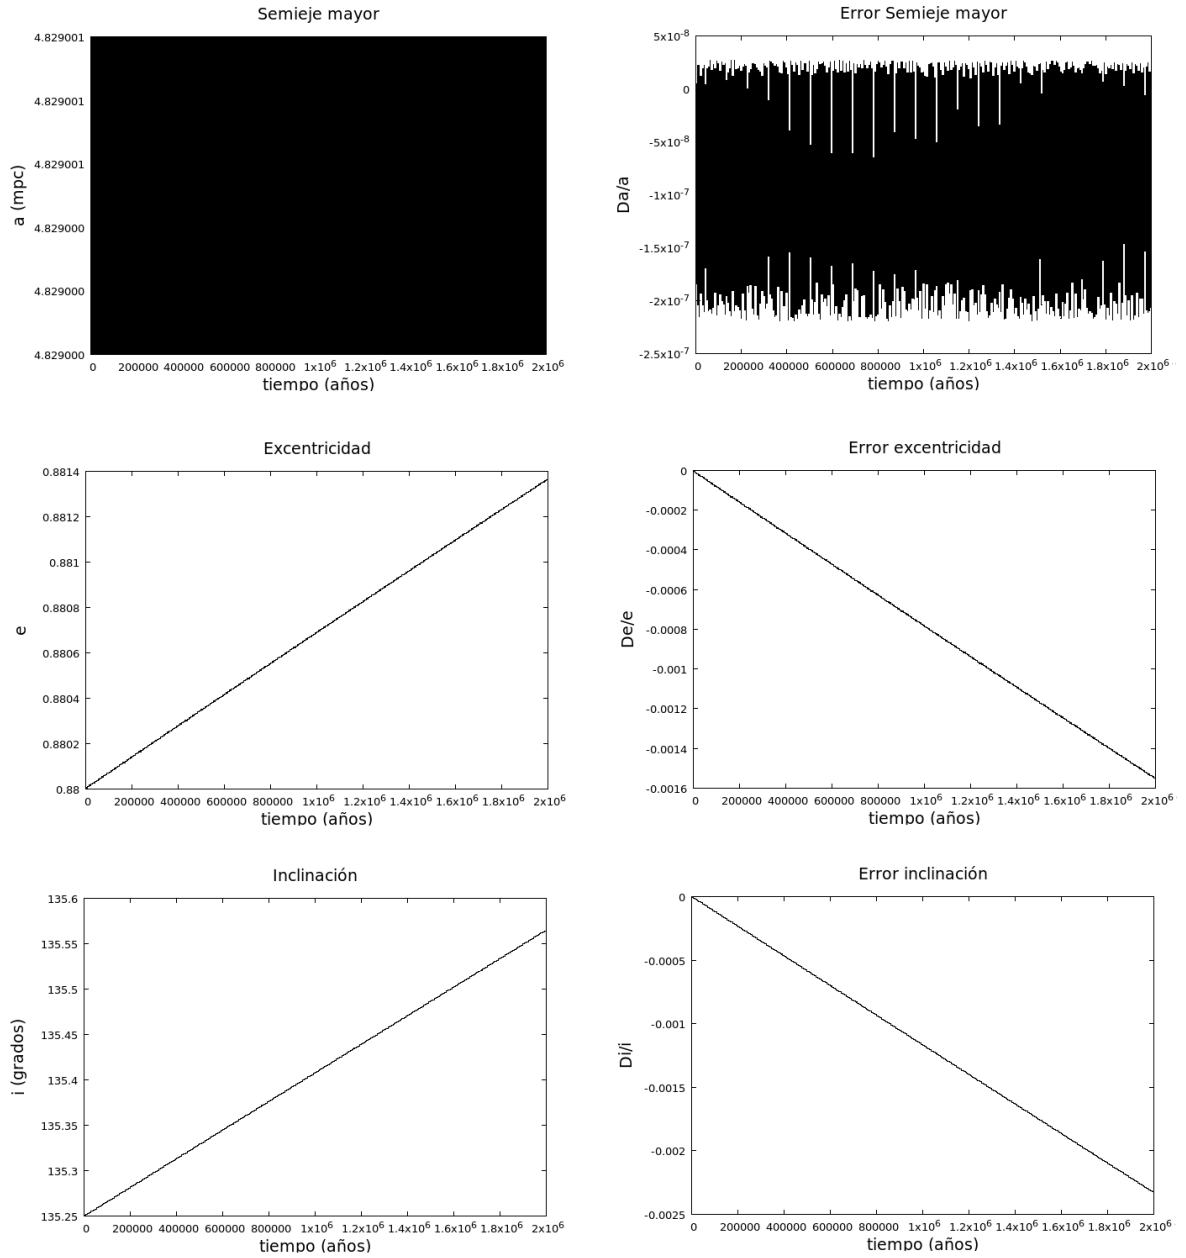 Semieje mayor
a (mpc)
4.829001
4.829001
4.829001
4.829000
4.829000
4.829000
0 200000 400000 600000 800000 1x10⁶ 1.2x10⁶ 1.4x10⁶ 1.6x10⁶ 1.8x10⁶ 2x10⁶
tiempo (años)
Error Semieje mayor
Da/a
5x10⁻⁸
0
-5x10⁻⁸
-1x10⁻⁷
-1.5x10⁻⁷
-2x10⁻⁷
-2.5x10⁻⁷
0 200000 400000 600000 800000 1x10⁶ 1.2x10⁶ 1.4x10⁶ 1.6x10⁶ 1.8x10⁶ 2x10⁶
tiempo (años)
Excentricidad
e
0.8814
0.8812
0.881
0.8808
0.8806
0.8804
0.8802
0.88
0 200000 400000 600000 800000 1x10⁶ 1.2x10⁶ 1.4x10⁶ 1.6x10⁶ 1.8x10⁶ 2x10⁶
tiempo (años)
Error excentricidad
De/e
0
-0.0002
-0.0004
-0.0006
-0.0008
-0.001
-0.0012
-0.0014
-0.0016
0 200000 400000 600000 800000 1x10⁶ 1.2x10⁶ 1.4x10⁶ 1.6x10⁶ 1.8x10⁶ 2x10⁶
tiempo (años)
Inclinación
i (grados)
135.6
135.55
135.5
135.45
135.4
135.35
135.3
135.25
0 200000 400000 600000 800000 1x10⁶ 1.2x10⁶ 1.4x10⁶ 1.6x10⁶ 1.8x10⁶ 2x10⁶
tiempo (años)
Error inclinación
Di/i
0
-0.0005
-0.001
-0.0015
-0.002
-0.0025
0 200000 400000 600000 800000 1x10⁶ 1.2x10⁶ 1.4x10⁶ 1.6x10⁶ 1.8x10⁶ 2x10⁶
tiempo (años)